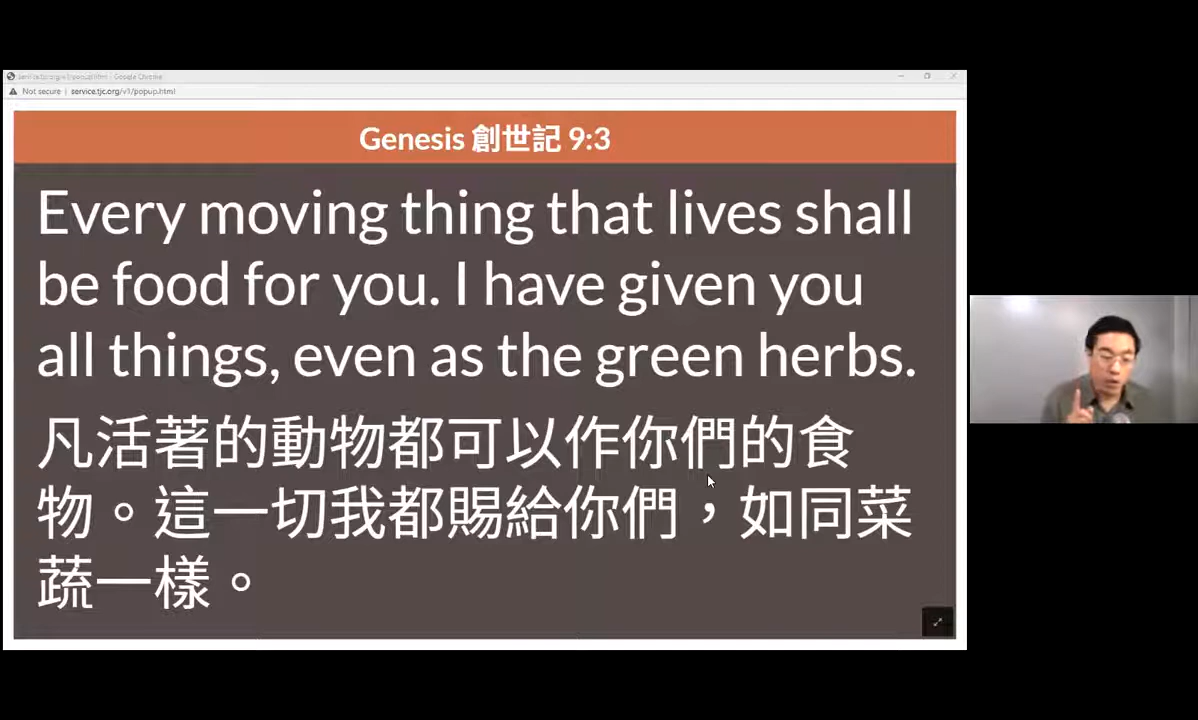 Not secure | service.tjc.org/v1/popup.html
Genesis 創世記 9:3
Every moving thing that lives shall
be food for you. I have given you
all things, even as the green herbs.
凡活著的動物都可以作你們的食
物。這一切我都賜給你們，如同菜
蔬一樣。